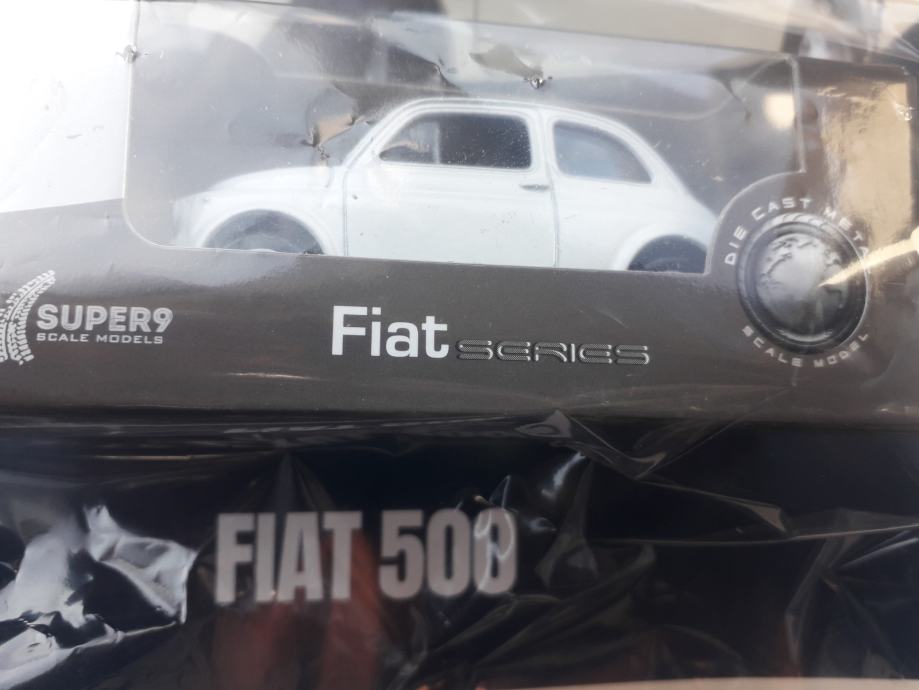 SUPER9
SCALE MODELS
Fiat SERIES
DIE CAST METAL
SCALE MODEL
FIAT 500